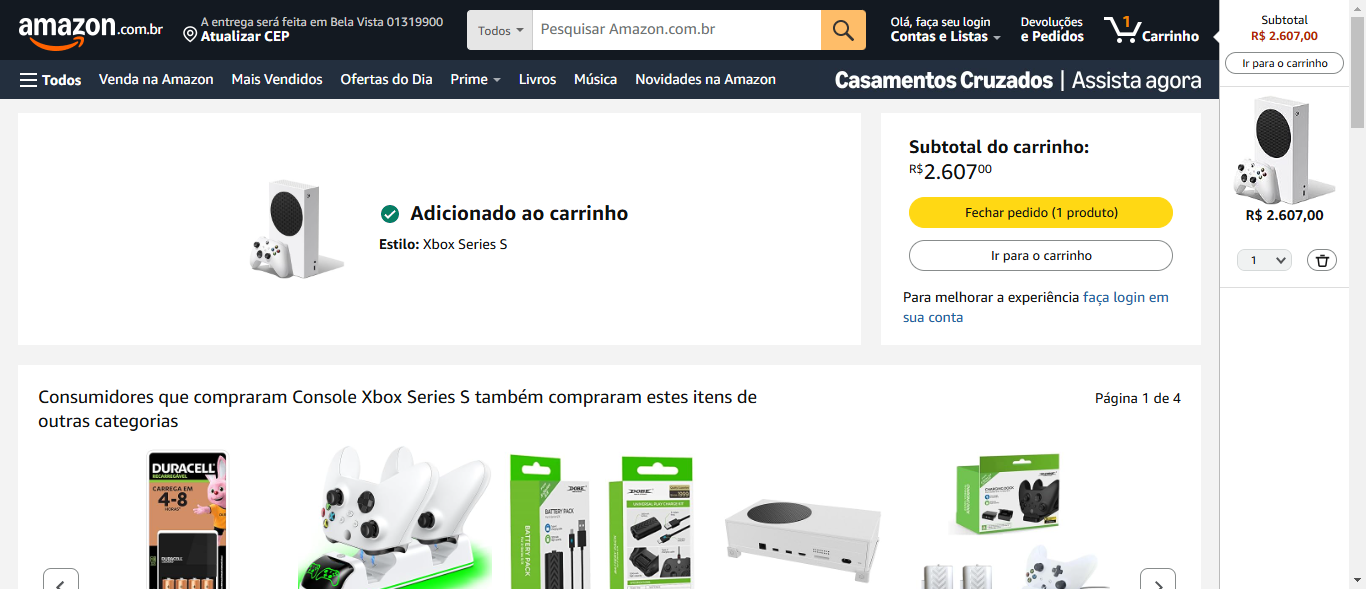 amazon.com.br
A entrega será feita em Bela Vista 01319900
Atualizar CEP
Todos
Pesquisar Amazon.com.br
Olá, faça seu login
Contas e Listas
Devoluções
e Pedidos
1
Carrinho
Subtotal
R$ 2.607,00
Ir para o carrinho
Todos
Venda na Amazon
Mais Vendidos
Ofertas do Dia
Prime
Livros
Música
Novidades na Amazon
Casamentos Cruzados | Assista agora
Adicionado ao carrinho
Estilo: Xbox Series S
Subtotal do carrinho:
R$2.60700
Fechar pedido (1 produto)
Ir para o carrinho
Para melhorar a experiência faça login em
sua conta
R$ 2.607,00
1
Consumidores que compraram Console Xbox Series S também compraram estes itens de
outras categorias
Página 1 de 4
DURACELL
RECARREGÁVEL
CARREGA EM
4-8
HORAS*
DURACELL
DOBE
BATTERY PACK
BATTERY PACK
DOBE
CHARGING DOCK